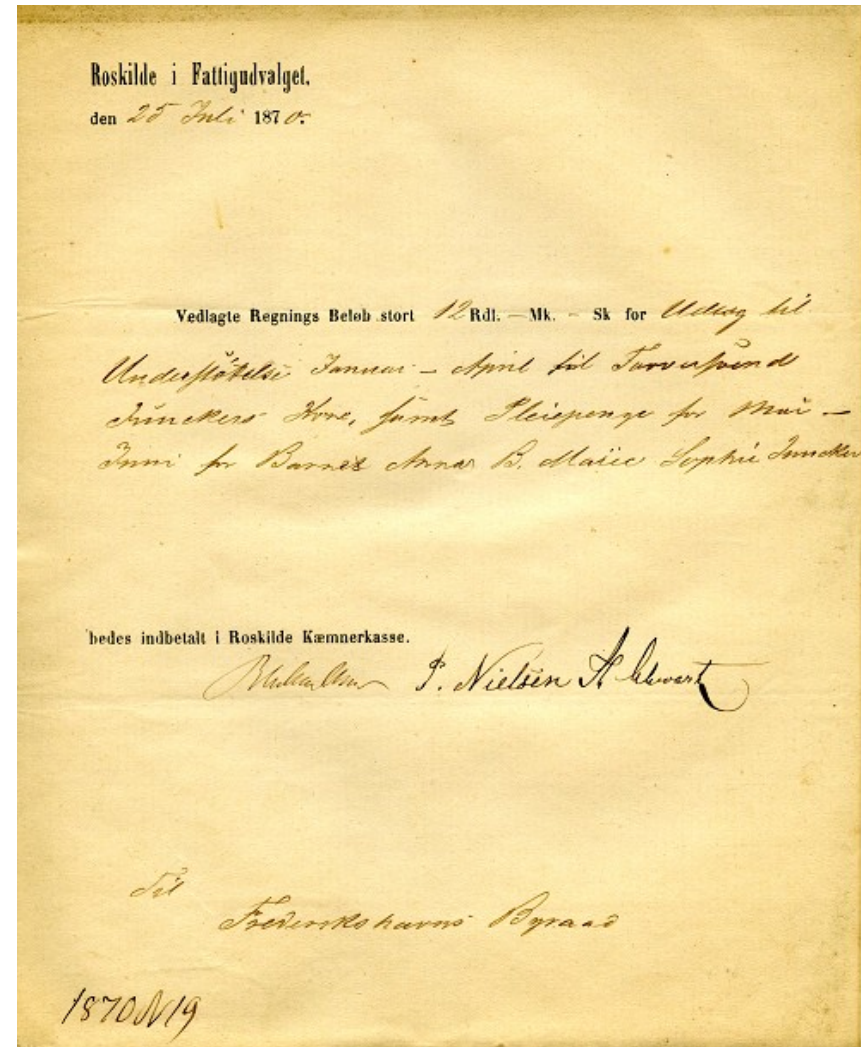 Roskilde i Fattigudvalget,
den 25 Juli 1870.
Vedlagte Regnings Beløb stort 12 Rdl. — Mk. - Sk for Udlæg til
Understøttelse Januar – April til Farversvend
Junckers Kone, samt Pleiepenge for Mai –
Juni for Barnet Anna B. Marie Sophie Juncker
bedes indbetalt i Roskilde Kæmnerkasse.
P. Nielsen
Til
Frederikshavns Byraad
1870 N 19